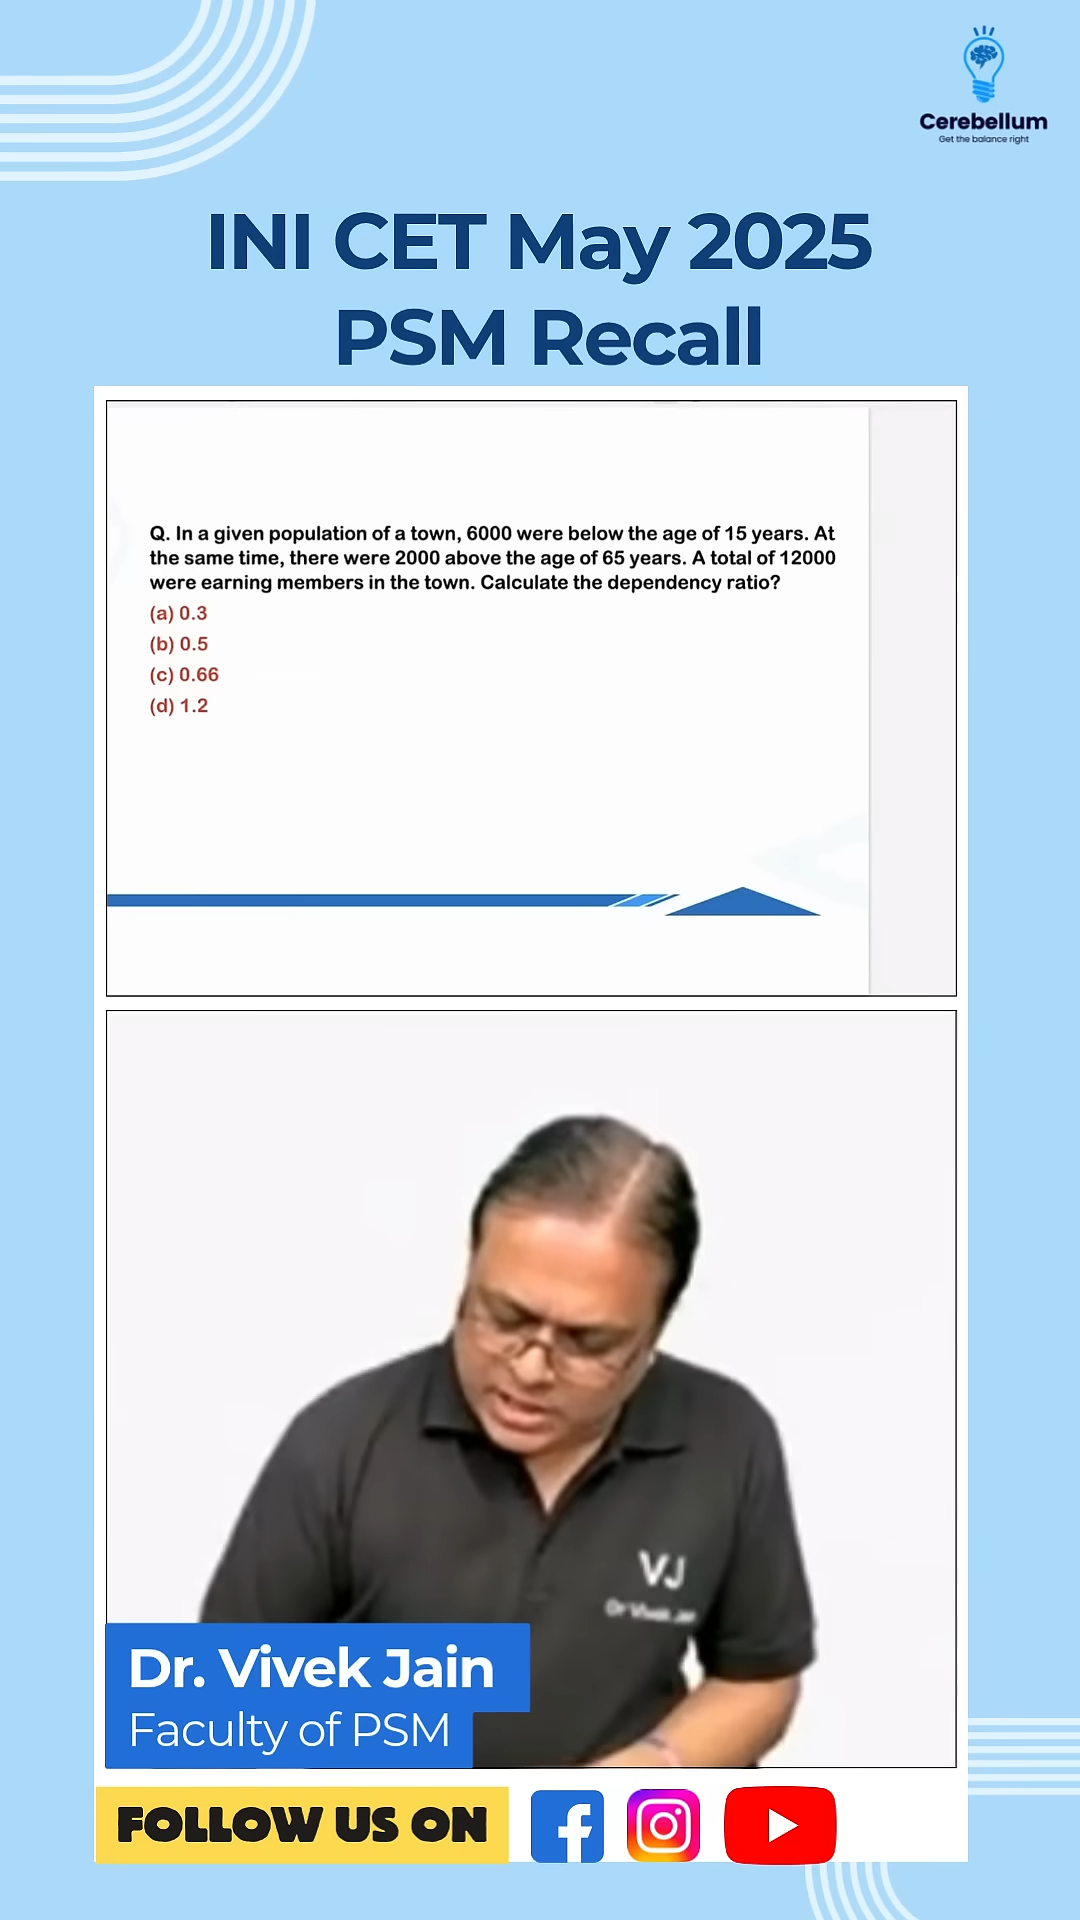 Cerebellum
Get the balance right
INI CET May 2025
PSM Recall
Q. In a given population of a town, 6000 were below the age of 15 years. At
the same time, there were 2000 above the age of 65 years. A total of 12000
were earning members in the town. Calculate the dependency ratio?
(a) 0.3
(b) 0.5
(c) 0.66
(d) 1.2
VJ
Dr Vivek Jain
Dr. Vivek Jain
Faculty of PSM
FOLLOW US ON